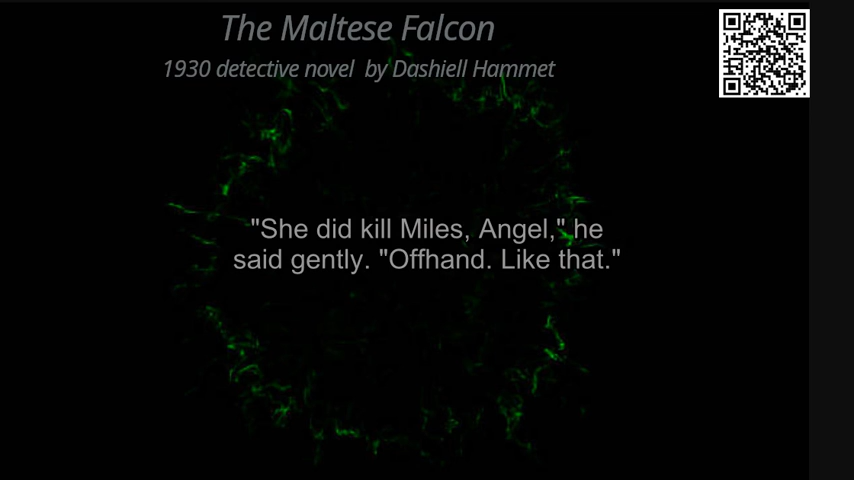 The Maltese Falcon
1930 detective novel by Dashiell Hammet
"She did kill Miles, Angel," he
said gently. "Offhand. Like that."